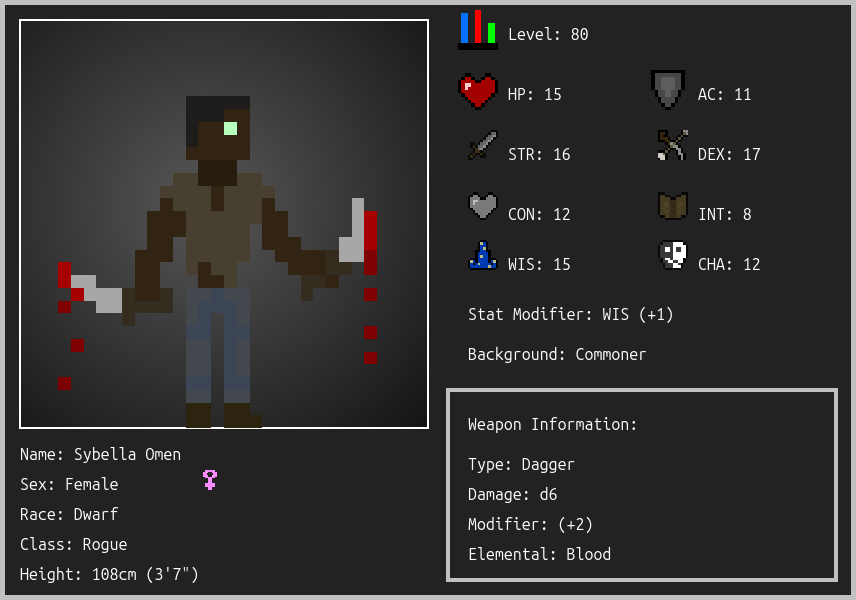 Level: 80
HP: 15
AC: 11
STR: 16
DEX: 17
CON: 12
INT: 8
WIS: 15
CHA: 12
Stat Modifier: WIS (+1)
Background: Commoner
Weapon Information:
Type: Dagger
Damage: d6
Modifier: (+2)
Elemental: Blood
Name: Sybella Omen
Sex: Female
Race: Dwarf
Class: Rogue
Height: 108cm (3'7")